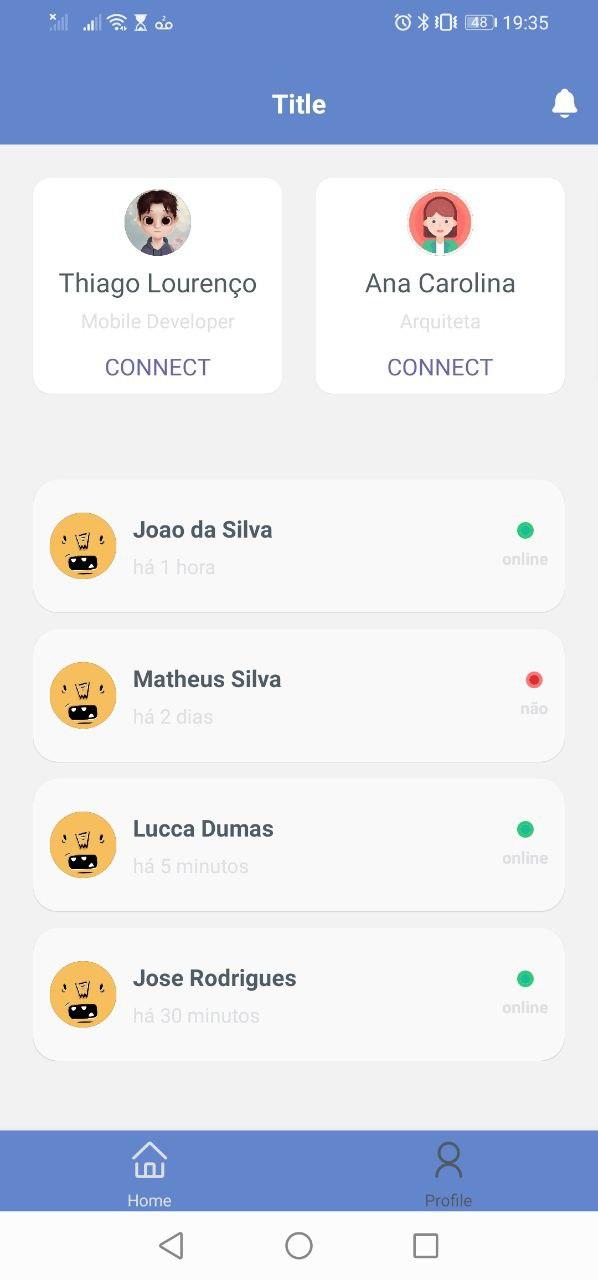 48 19:35
Title
Thiago Lourenço
Mobile Developer
CONNECT
Ana Carolina
Arquiteta
CONNECT
Joao da Silva
há 1 hora
online
Matheus Silva
há 2 dias
não
Lucca Dumas
há 5 minutos
online
Jose Rodrigues
há 30 minutos
online
Home
Profile